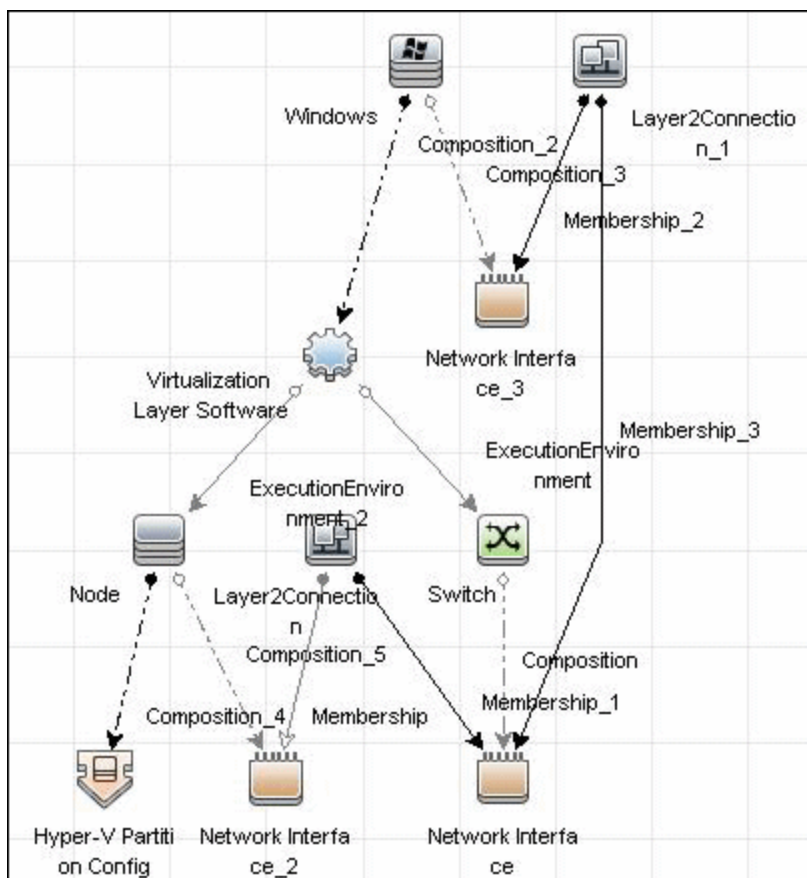 Windows
Layer2Connectio
n_1
Composition_2
Composition_3
Membership_2
Network Interfa
ce_3
Virtualization
Layer Software
Membership_3
ExecutionEnviro
nment
ExecutionEnviro
nment_2
Node
Layer2Connectio
n
Switch
Composition_5
Composition
Composition_4
Membership
Membership_1
Hyper-V Partiti
on Config
Network Interfa
ce_2
Network Interfa
ce